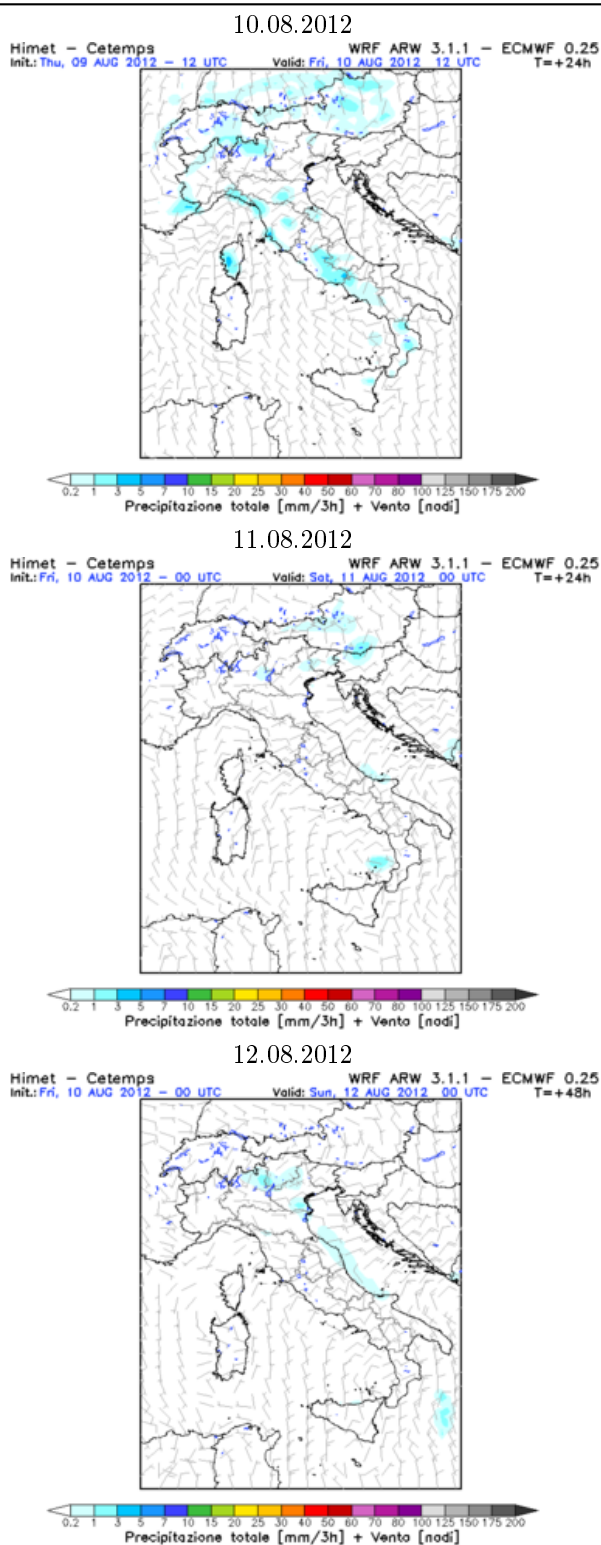 10.08.2012
Himet – Cetemps WRF ARW 3.1.1 – ECMWF 0.25
Init.: Thu, 09 AUG 2012 – 12 UTC Valid: Fri, 10 AUG 2012 12 UTC T=+24h
0.2 1 3 5 7 10 15 20 25 30 40 50 60 70 80 100 125 150 175 200
Precipitazione totale [mm/3h] + Vento [nodi]
11.08.2012
Himet – Cetemps WRF ARW 3.1.1 – ECMWF 0.25
Init.: Fri, 10 AUG 2012 – 00 UTC Valid: Sat, 11 AUG 2012 00 UTC T=+24h
0.2 1 3 5 7 10 15 20 25 30 40 50 60 70 80 100 125 150 175 200
Precipitazione totale [mm/3h] + Vento [nodi]
12.08.2012
Himet – Cetemps WRF ARW 3.1.1 – ECMWF 0.25
Init.: Fri, 10 AUG 2012 – 00 UTC Valid: Sun, 12 AUG 2012 00 UTC T=+48h
0.2 1 3 5 7 10 15 20 25 30 40 50 60 70 80 100 125 150 175 200
Precipitazione totale [mm/3h] + Vento [nodi]